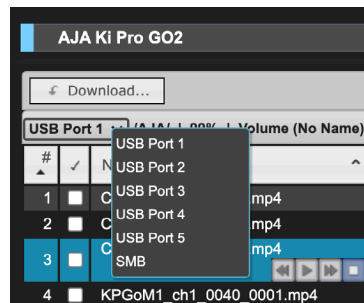 AJA Ki Pro GO2
Download...
USB Port 1 /AJA/ | 99% | Volume (No Name)
USB Port 1
USB Port 2
USB Port 3
USB Port 4
USB Port 5
SMB
# ✓ N
1 C mp4
2 C mp4
3 C mp4
4 KPGoM1_ch1_0040_0001.mp4